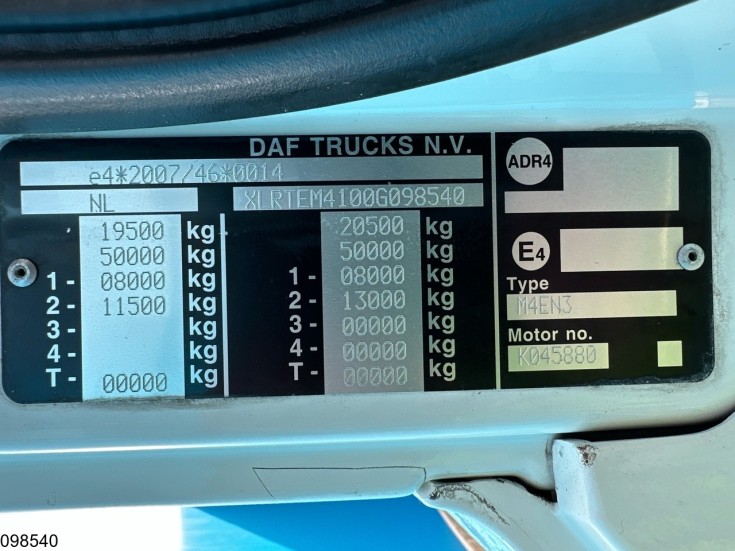 DAF TRUCKS N.V.
e4*2007/46*0014
NL XLRTEM4100G098540
19500 kg 20500 kg
50000 kg 50000 kg
1- 08000 kg 1- 08000 kg
2- 11500 kg 2- 13000 kg
3- kg 3- 00000 kg
4- kg 4- 00000 kg
T- 00000 kg T- 00000 kg
ADR4
E4
Type
M4EN3
Motor no.
K045880
098540